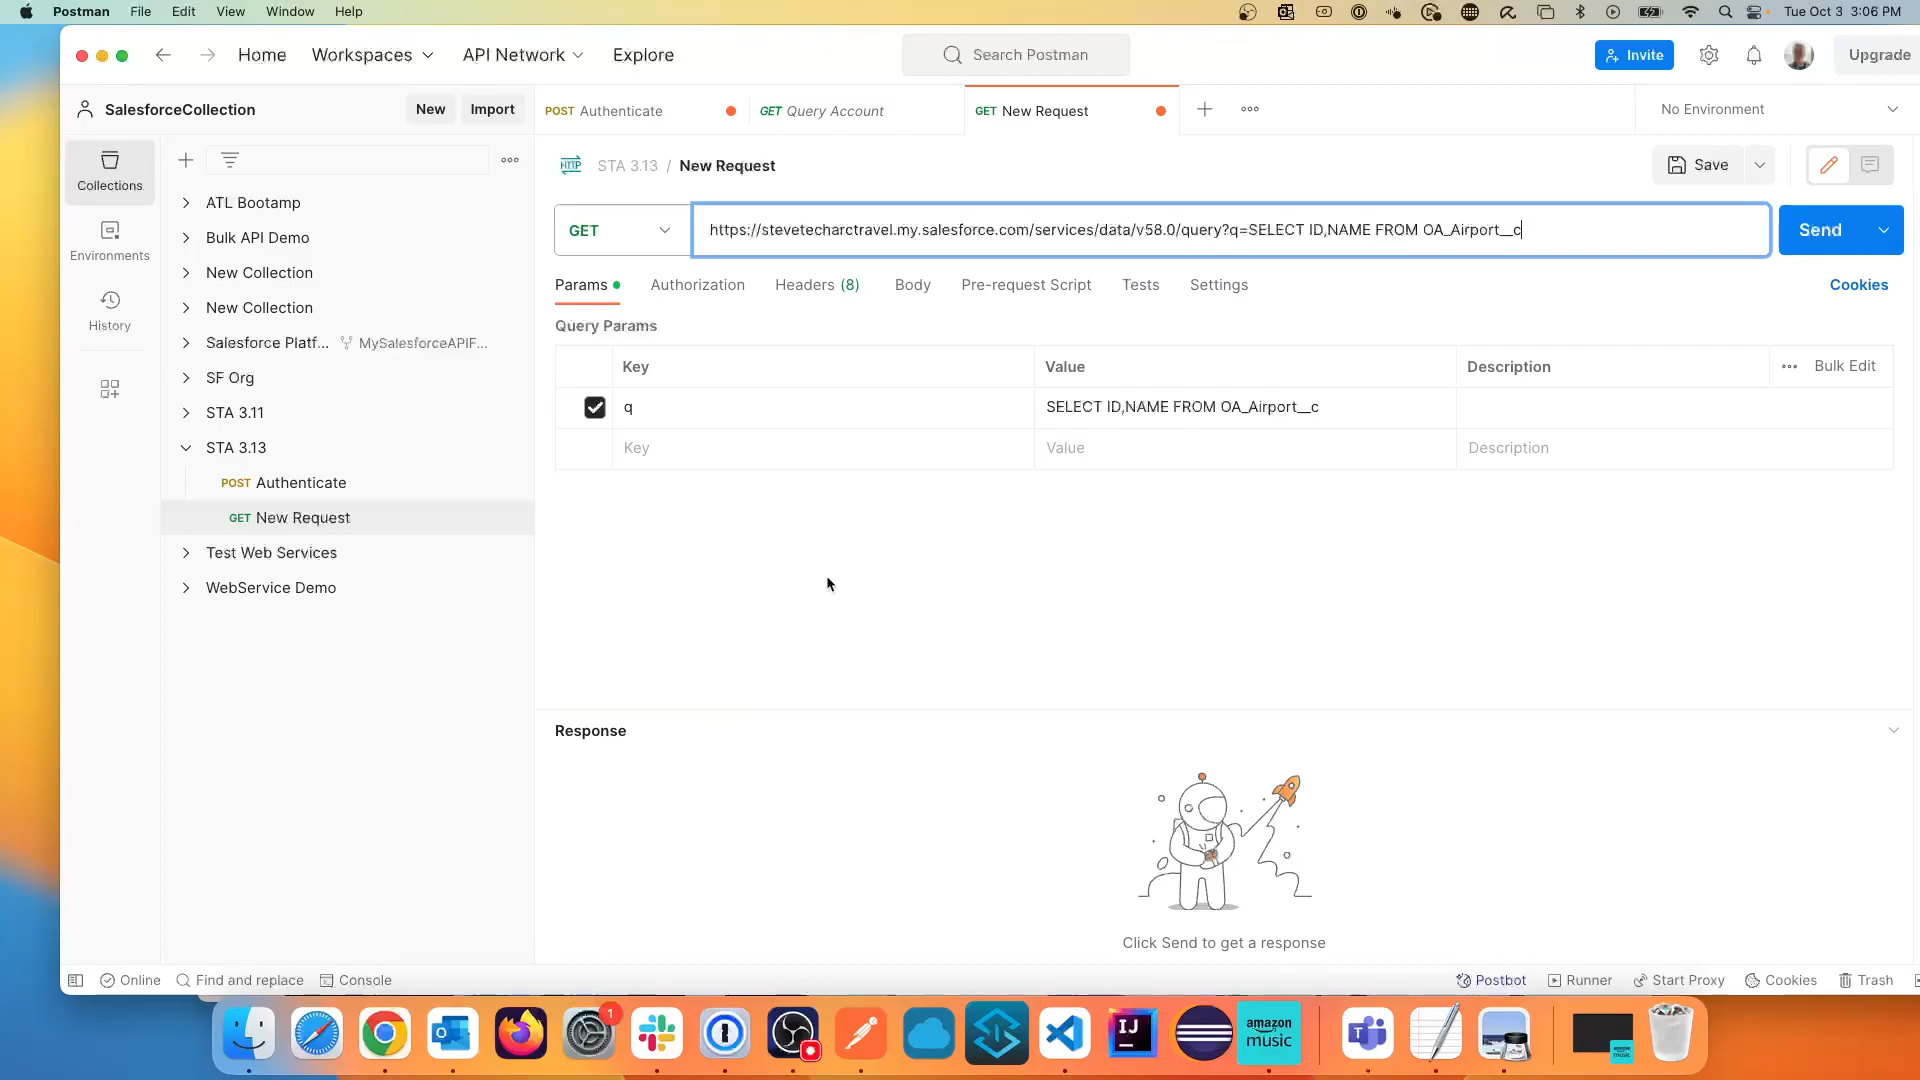 Postman File Edit View Window Help Tue Oct 3 3:06 PM
Home Workspaces API Network Explore Search Postman Invite Upgrade
SalesforceCollection New Import POST Authenticate GET Query Account GET New Request No Environment
HTTP STA 3.13 / New Request Save
Collections
Environments
History
ATL Bootamp
Bulk API Demo
New Collection
New Collection
Salesforce Platf... MySalesforceAPIF...
SF Org
STA 3.11
STA 3.13
POST Authenticate
GET New Request
Test Web Services
WebService Demo
GET https://stevetecharctravel.my.salesforce.com/services/data/v58.0/query?q=SELECT ID,NAME FROM OA_Airport__c Send
Params Authorization Headers (8) Body Pre-request Script Tests Settings Cookies
Query Params
Key Value Description Bulk Edit
q SELECT ID,NAME FROM OA_Airport__c
Key Value Description
Response
Click Send to get a response
Online Find and replace Console Postbot Runner Start Proxy Cookies Trash
1
IJ
amazon
music